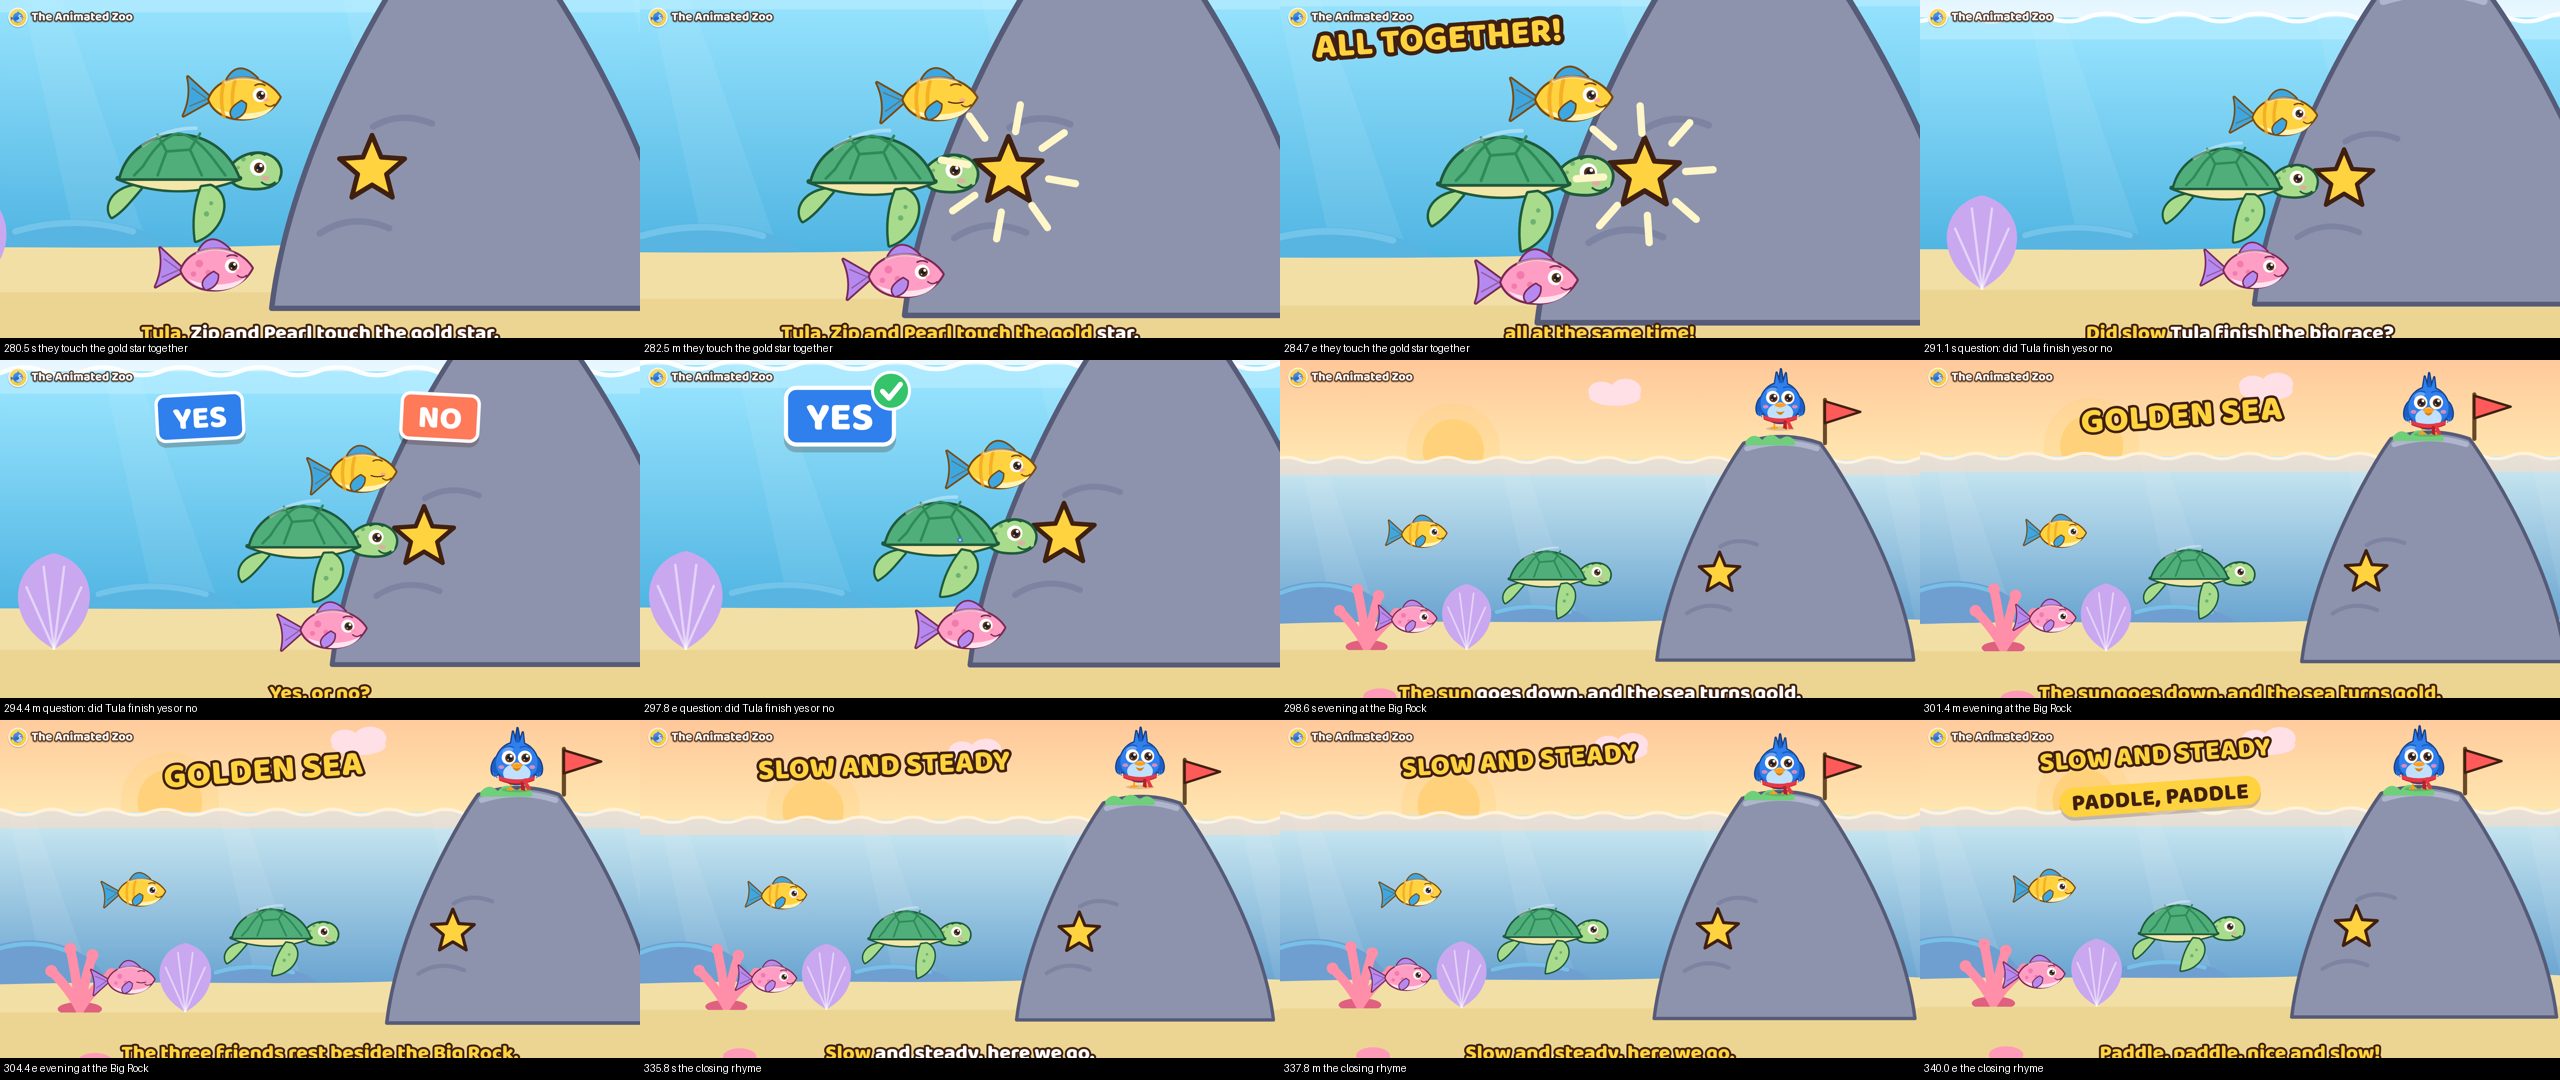 The Animated Zoo
Tula, Zip and Pearl touch the gold star,
280.5 s they touch the gold star together
The Animated Zoo
Tula, Zip and Pearl touch the gold star,
282.5 m they touch the gold star together
The Animated Zoo
ALL TOGETHER!
all at the same time!
284.7 e they touch the gold star together
The Animated Zoo
Did slow Tula finish the big race?
291.1 s question: did Tula finish yes or no
The Animated Zoo
YES
NO
Yes, or no?
294.4 m question: did Tula finish yes or no
The Animated Zoo
YES
297.8 e question: did Tula finish yes or no
The Animated Zoo
The sun goes down, and the sea turns gold.
298.6 s evening at the Big Rock
The Animated Zoo
GOLDEN SEA
The sun goes down, and the sea turns gold.
301.4 m evening at the Big Rock
The Animated Zoo
GOLDEN SEA
The three friends rest beside the Big Rock.
304.4 e evening at the Big Rock
The Animated Zoo
SLOW AND STEADY
Slow and steady, here we go.
335.8 s the closing rhyme
The Animated Zoo
SLOW AND STEADY
Slow and steady, here we go.
337.8 m the closing rhyme
The Animated Zoo
SLOW AND STEADY
PADDLE, PADDLE
Paddle, paddle, nice and slow!
340.0 e the closing rhyme